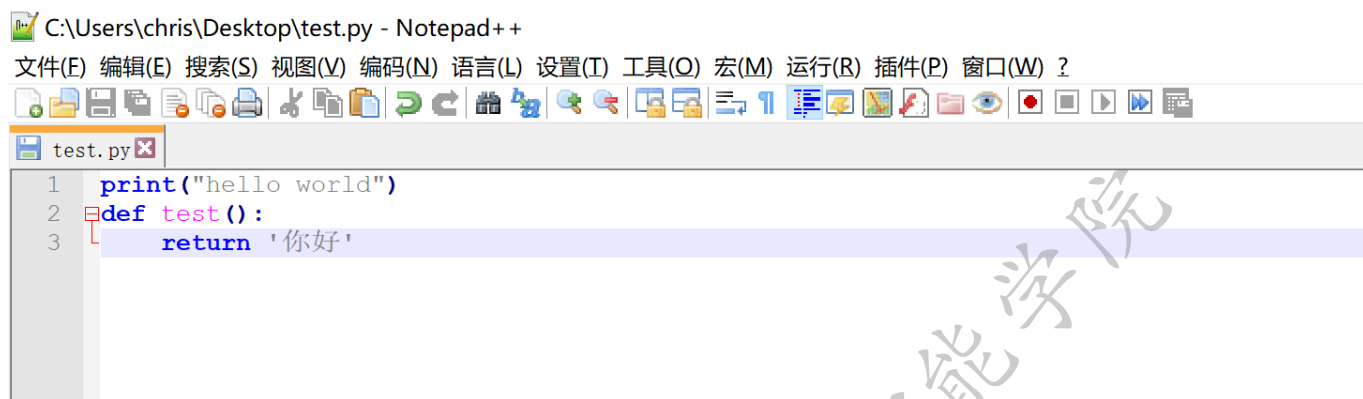 C:\Users\chris\Desktop\test.py - Notepad++
文件(F) 编辑(E) 搜索(S) 视图(V) 编码(N) 语言(L) 设置(T) 工具(O) 宏(M) 运行(R) 插件(P) 窗口(W) ?
test.py
1 print("hello world")
2 def test():
3 return '你好'
能学院